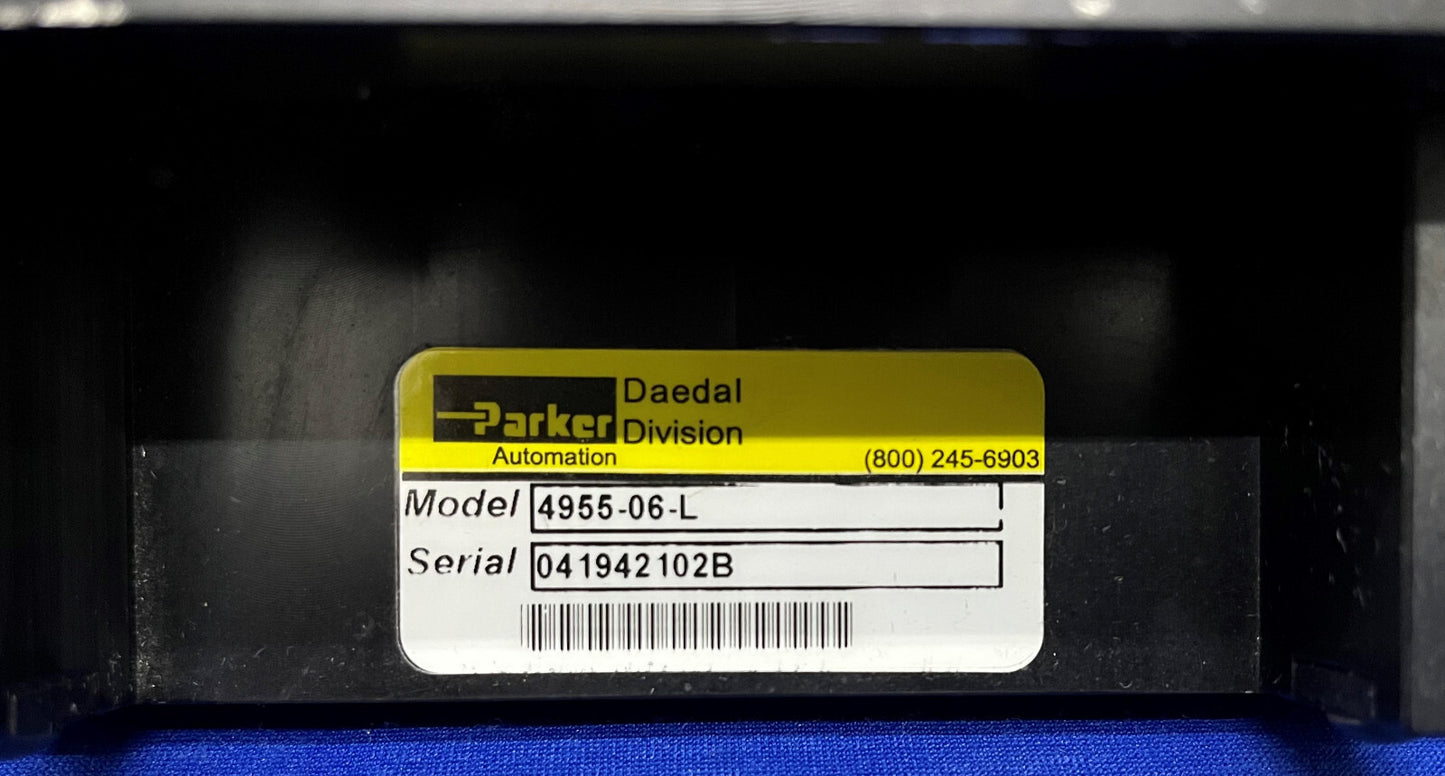 Parker Daedal
Division
Automation (800) 245-6903
Model 4955-06-L
Serial 041942102B